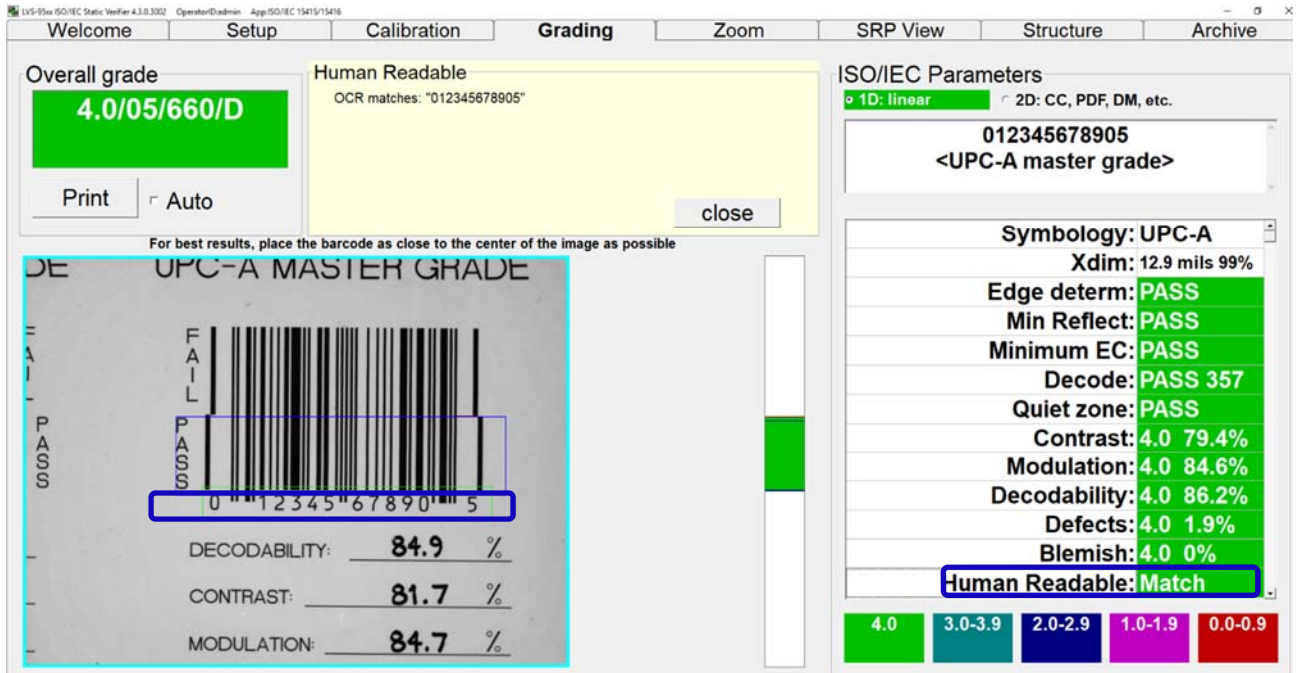 LVS-95xx ISO/IEC Static Verifier 4.3.0.3002 Operator:D:admin App:ISO/IEC 15415/15416
Welcome Setup Calibration Grading Zoom SRP View Structure Archive
Overall grade
4.0/05/660/D
Print
Auto
Human Readable
OCR matches: "012345678905"
close
For best results, place the barcode as close to the center of the image as possible
DE UPC-A MASTER GRADE
FAIL
PASS
FAIL
PASS
0 12345 67890 5
DECODABILITY: 84.9 %
CONTRAST: 81.7 %
MODULATION: 84.7 %
ISO/IEC Parameters
1D: linear 2D: CC, PDF, DM, etc.
012345678905
<UPC-A master grade>
Symbology: UPC-A
Xdim: 12.9 mils 99%
Edge determ: PASS
Min Reflect: PASS
Minimum EC: PASS
Decode: PASS 357
Quiet zone: PASS
Contrast: 4.0 79.4%
Modulation: 4.0 84.6%
Decodability: 4.0 86.2%
Defects: 4.0 1.9%
Blemish: 4.0 0%
Human Readable: Match
4.0 3.0-3.9 2.0-2.9 1.0-1.9 0.0-0.9